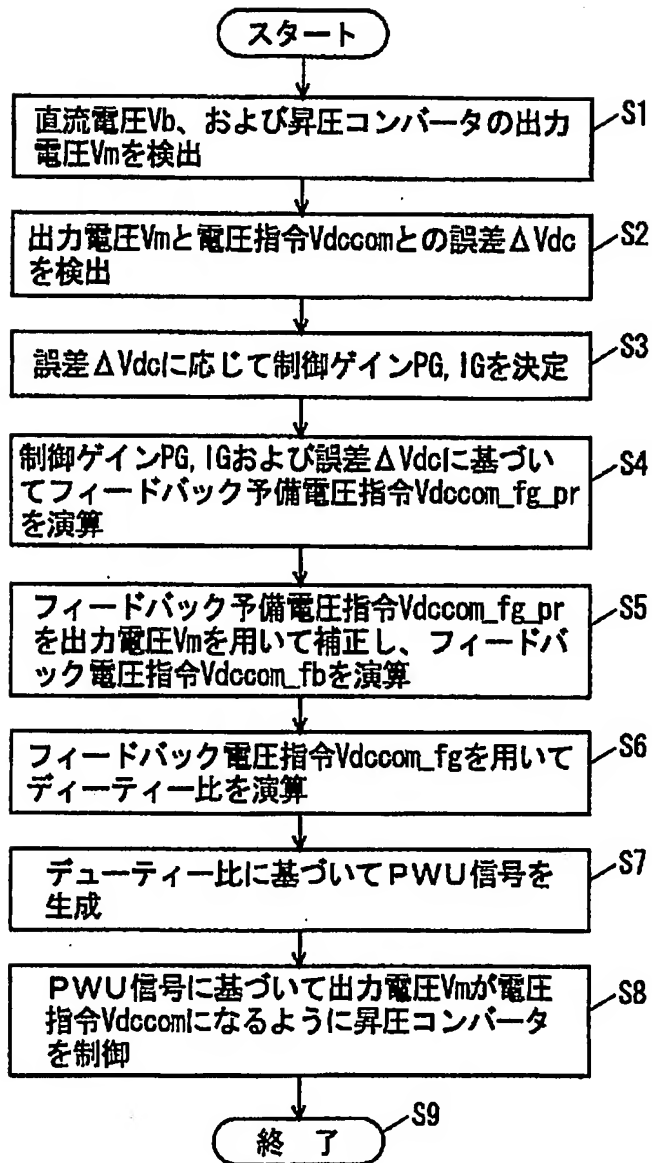 スタート
S1
直流電圧Vb、および昇圧コンバータの出力
電圧Vmを検出
S2
出力電圧Vmと電圧指令Vdccomとの誤差ΔVdc
を検出
S3
誤差ΔVdcに応じて制御ゲインPG, IGを決定
S4
制御ゲインPG, IGおよび誤差ΔVdcに基づい
てフィードバック予備電圧指令Vdccom_fg_pr
を演算
S5
フィードバック予備電圧指令Vdccom_fg_pr
を出力電圧Vmを用いて補正し、フィードバ
ック電圧指令Vdccom_fbを演算
S6
フィードバック電圧指令Vdccom_fgを用いて
ディーティー比を演算
S7
デューティー比に基づいてPWU信号を
生成
S8
PWU信号に基づいて出力電圧Vmが電圧
指令Vdccomになるように昇圧コンバータ
を制御
S9
終 了